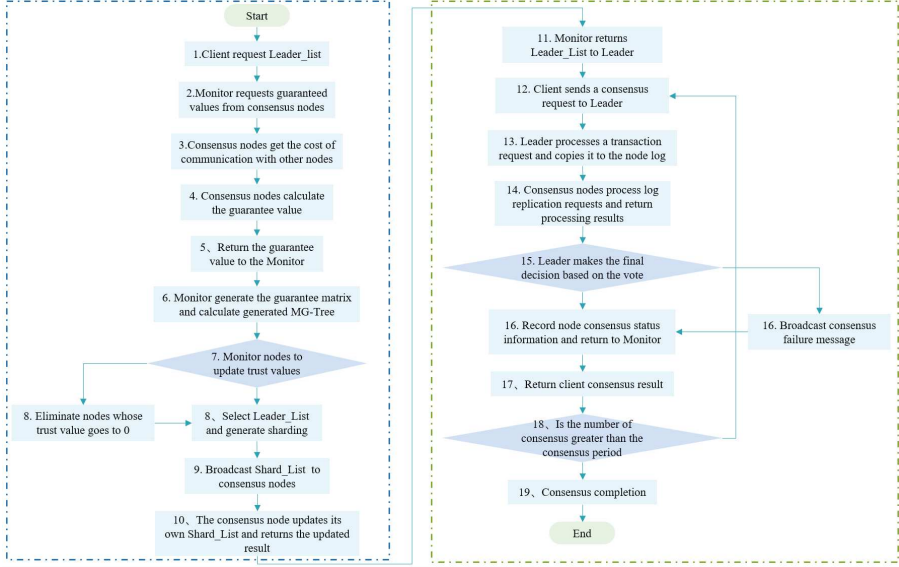 Start
1.Client request Leader_list
2.Monitor requests guaranteed
values from consensus nodes
3.Consensus nodes get the cost of
communication with other nodes
4. Consensus nodes calculate
the guarantee value
5、Return the guarantee
value to the Monitor
6. Monitor generate the guarantee matrix
and calculate generated MG-Tree
7. Monitor nodes to
update trust values
8. Eliminate nodes whose
trust value goes to 0
8、Select Leader_List
and generate sharding
9. Broadcast Shard_List to
consensus nodes
10、The consensus node updates its
own Shard_List and returns the updated
result
11. Monitor returns
Leader_List to Leader
12. Client sends a consensus
request to Leader
13. Leader processes a transaction
request and copies it to the node log
14. Consensus nodes process log
replication requests and return
processing results
15. Leader makes the final
decision based on the vote
16. Record node consensus status
information and return to Monitor
16. Broadcast consensus
failure message
17、Return client consensus result
18、Is the number of
consensus greater than the
consensus period
19、Consensus completion
End